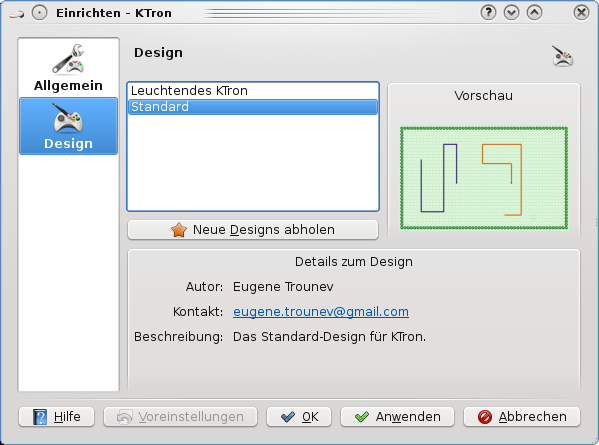 Einrichten – KTron
Allgemein
Design
Design
Leuchtendes KTron
Standard
Neue Designs abholen
Vorschau
Details zum Design
Autor: Eugene Trounev
Kontakt: eugene.trounev@gmail.com
Beschreibung: Das Standard-Design für KTron.
Hilfe
Voreinstellungen
OK
Anwenden
Abbrechen